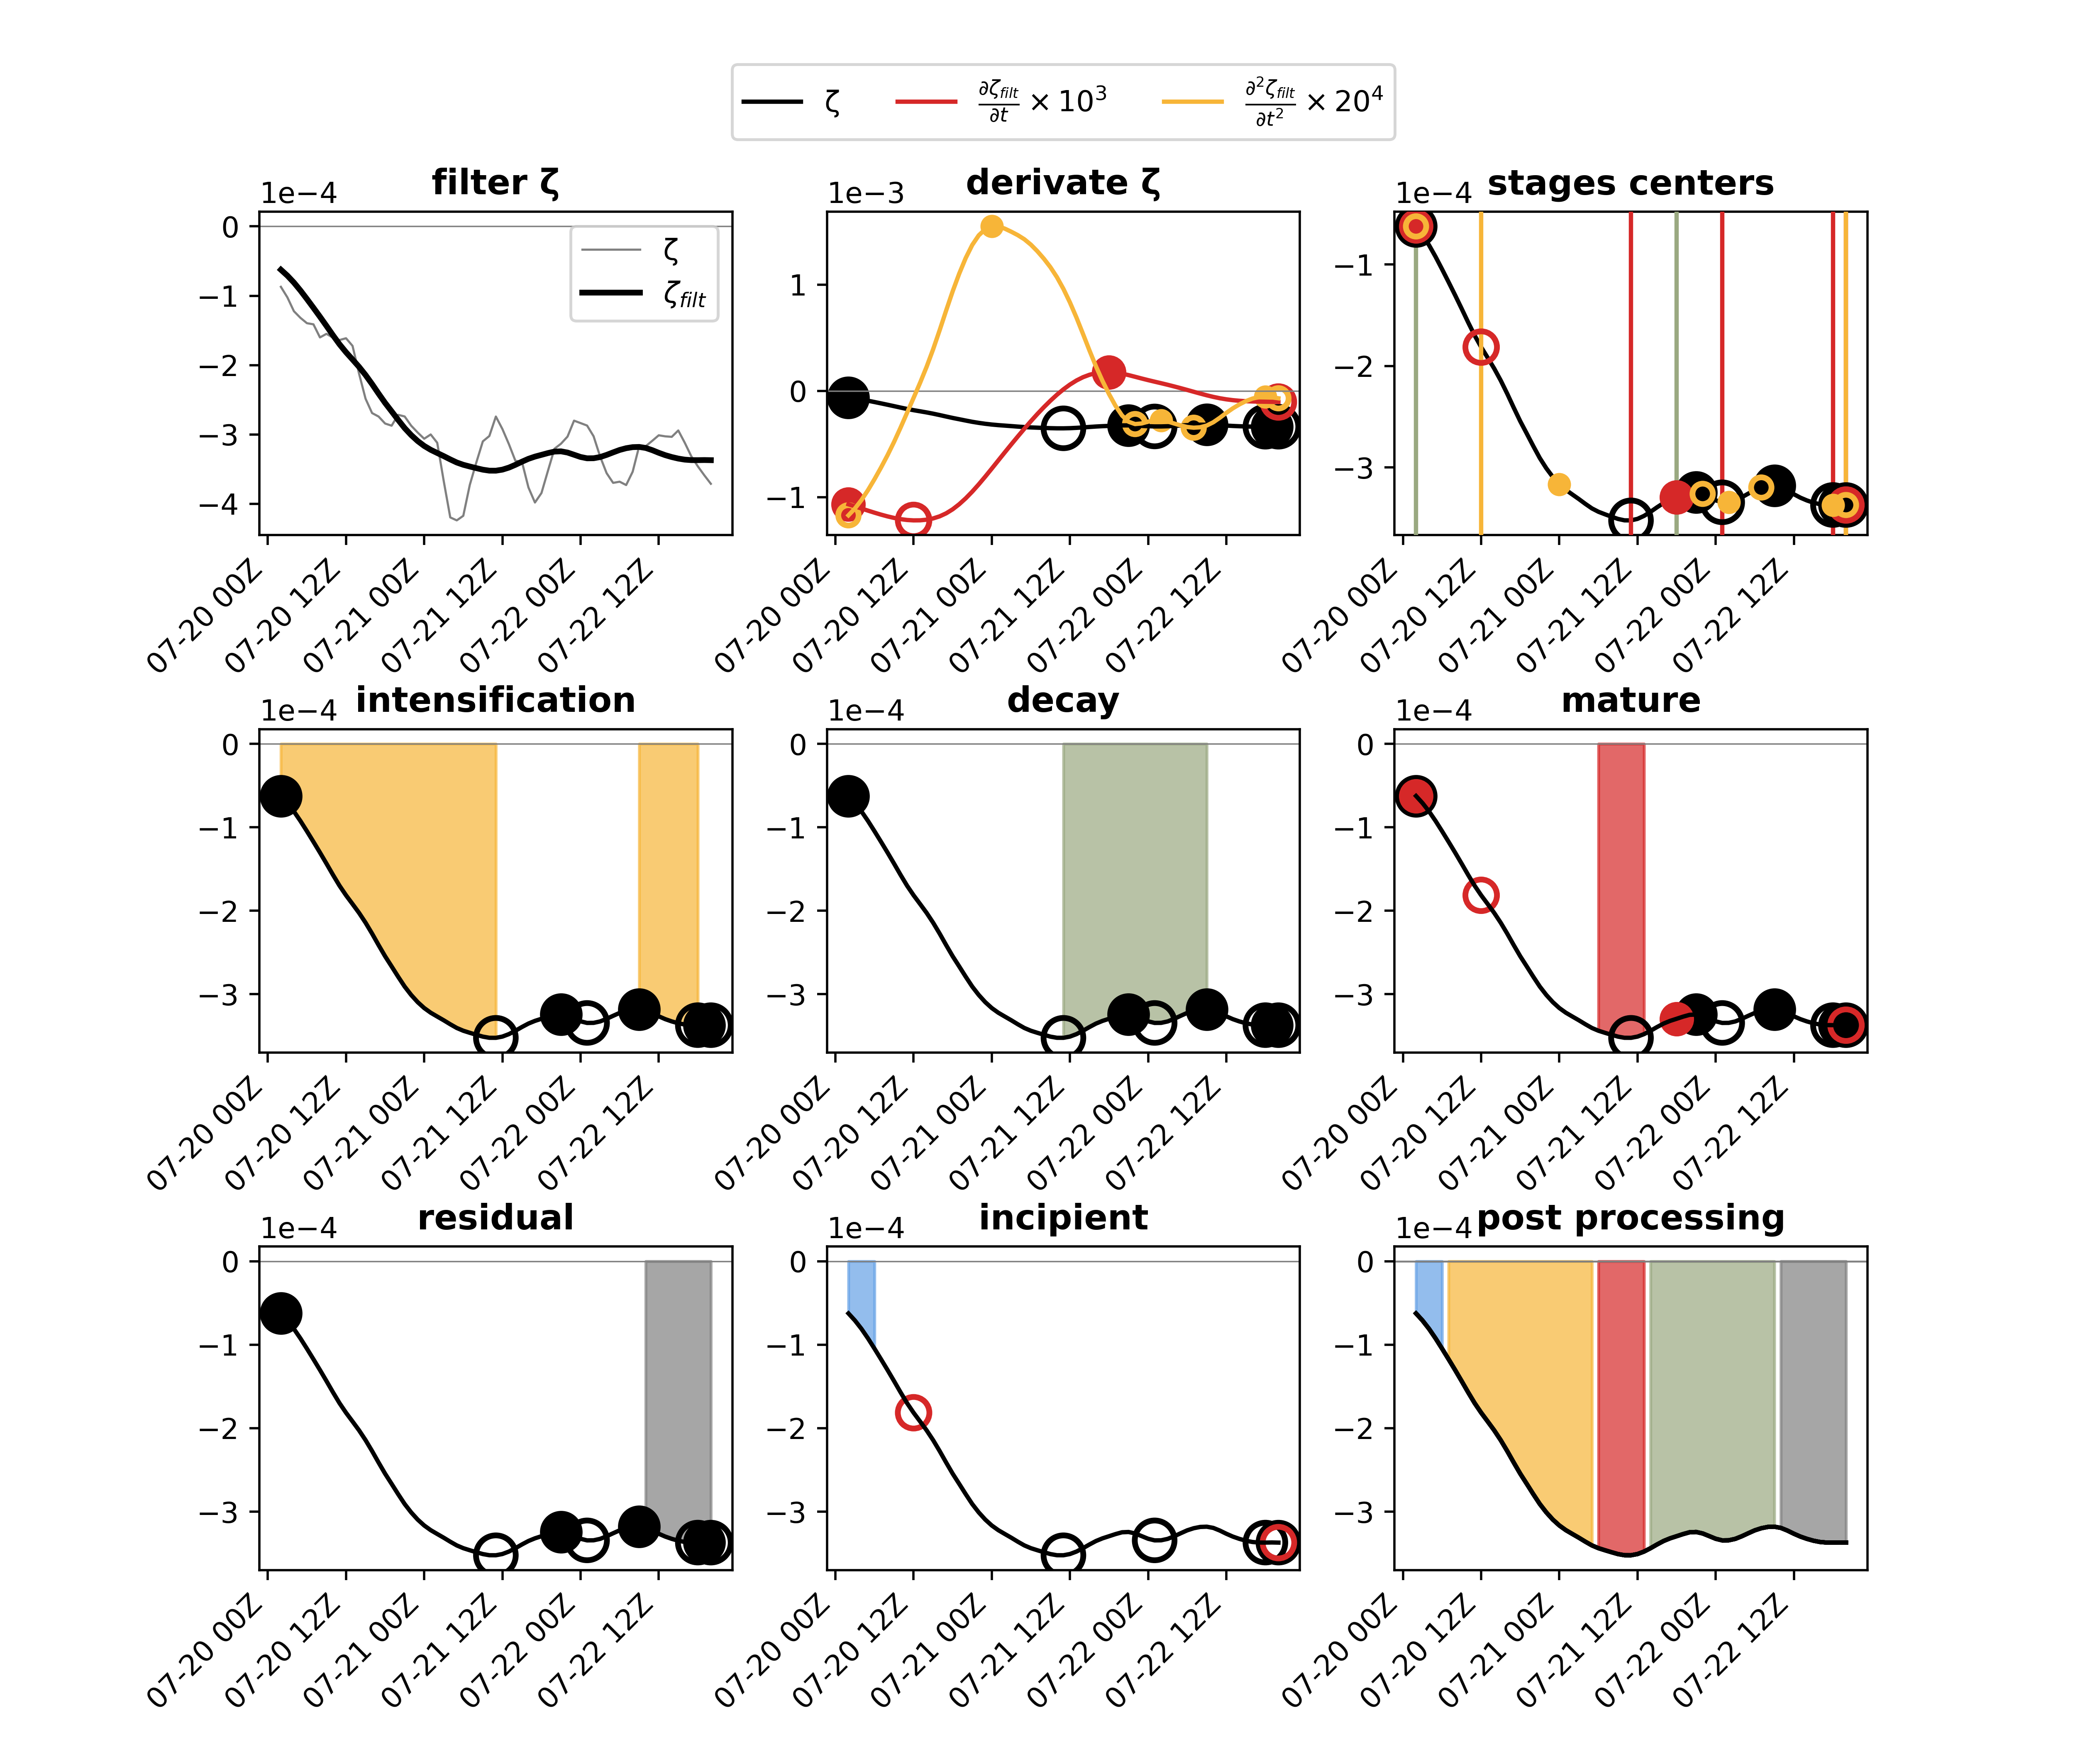 ζ ∂ζfilt/∂t × 10³ ∂²ζfilt/∂t² × 20⁴
filter ζ
1e−4
0
−1
−2
−3
−4
ζ
ζfilt
07-20 00Z
07-20 12Z
07-21 00Z
07-21 12Z
07-22 00Z
07-22 12Z
derivate ζ
1e−3
1
0
−1
07-20 00Z
07-20 12Z
07-21 00Z
07-21 12Z
07-22 00Z
07-22 12Z
stages centers
1e−4
−1
−2
−3
07-20 00Z
07-20 12Z
07-21 00Z
07-21 12Z
07-22 00Z
07-22 12Z
intensification
1e−4
0
−1
−2
−3
07-20 00Z
07-20 12Z
07-21 00Z
07-21 12Z
07-22 00Z
07-22 12Z
decay
1e−4
0
−1
−2
−3
07-20 00Z
07-20 12Z
07-21 00Z
07-21 12Z
07-22 00Z
07-22 12Z
mature
1e−4
0
−1
−2
−3
07-20 00Z
07-20 12Z
07-21 00Z
07-21 12Z
07-22 00Z
07-22 12Z
residual
1e−4
0
−1
−2
−3
07-20 00Z
07-20 12Z
07-21 00Z
07-21 12Z
07-22 00Z
07-22 12Z
incipient
1e−4
0
−1
−2
−3
07-20 00Z
07-20 12Z
07-21 00Z
07-21 12Z
07-22 00Z
07-22 12Z
post processing
1e−4
0
−1
−2
−3
07-20 00Z
07-20 12Z
07-21 00Z
07-21 12Z
07-22 00Z
07-22 12Z